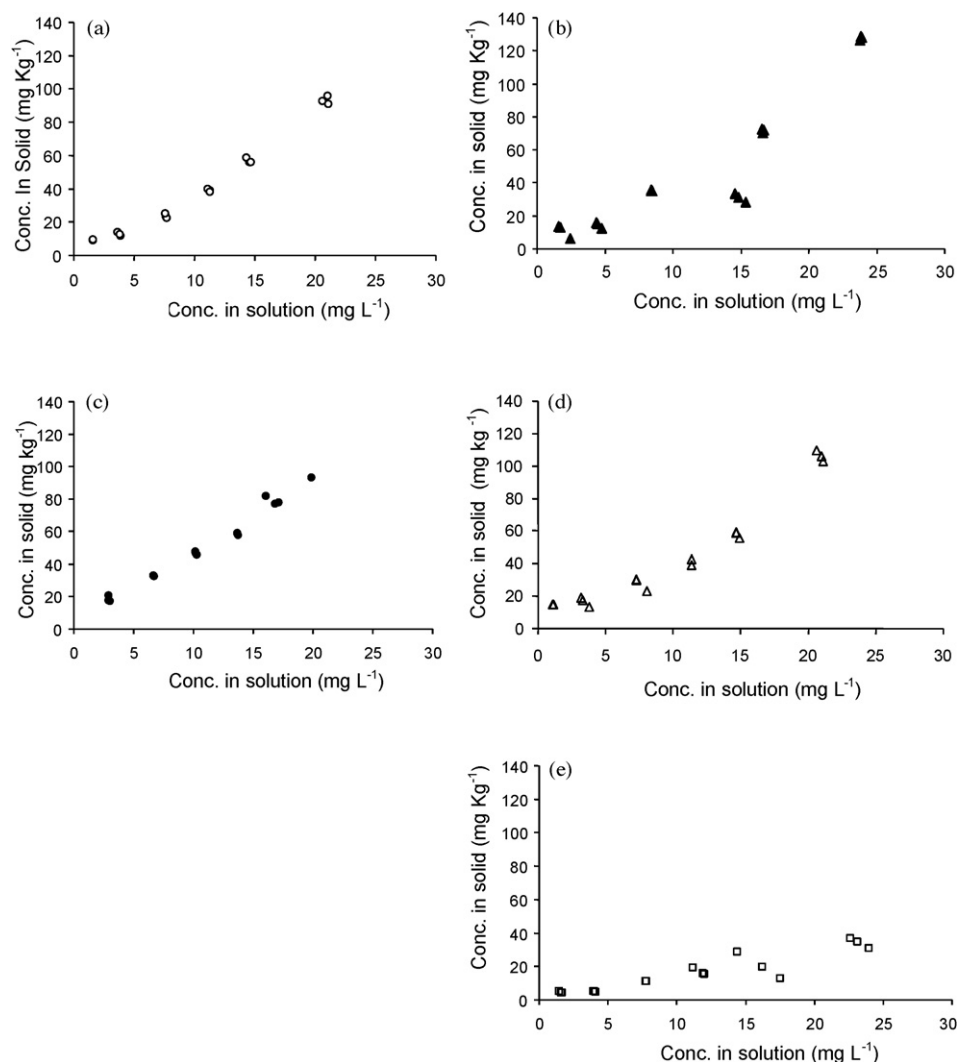 (a)
Conc. In Solid (mg Kg-1)
140
120
100
80
60
40
20
0
0 5 10 15 20 25 30
Conc. in solution (mg L-1)
(b)
Conc. in solid (mg Kg-1)
140
120
100
80
60
40
20
0
0 5 10 15 20 25 30
Conc. in solution (mg L-1)
(c)
Conc. in solid (mg kg-1)
140
120
100
80
60
40
20
0
0 5 10 15 20 25 30
Conc. in solution (mg L-1)
(d)
Conc. in solid (mg kg-1)
140
120
100
80
60
40
20
0
0 5 10 15 20 25 30
Conc. in solution (mg L-1)
(e)
Conc. in solid (mg Kg-1)
140
120
100
80
60
40
20
0
0 5 10 15 20 25 30
Conc. in solution (mg L-1)